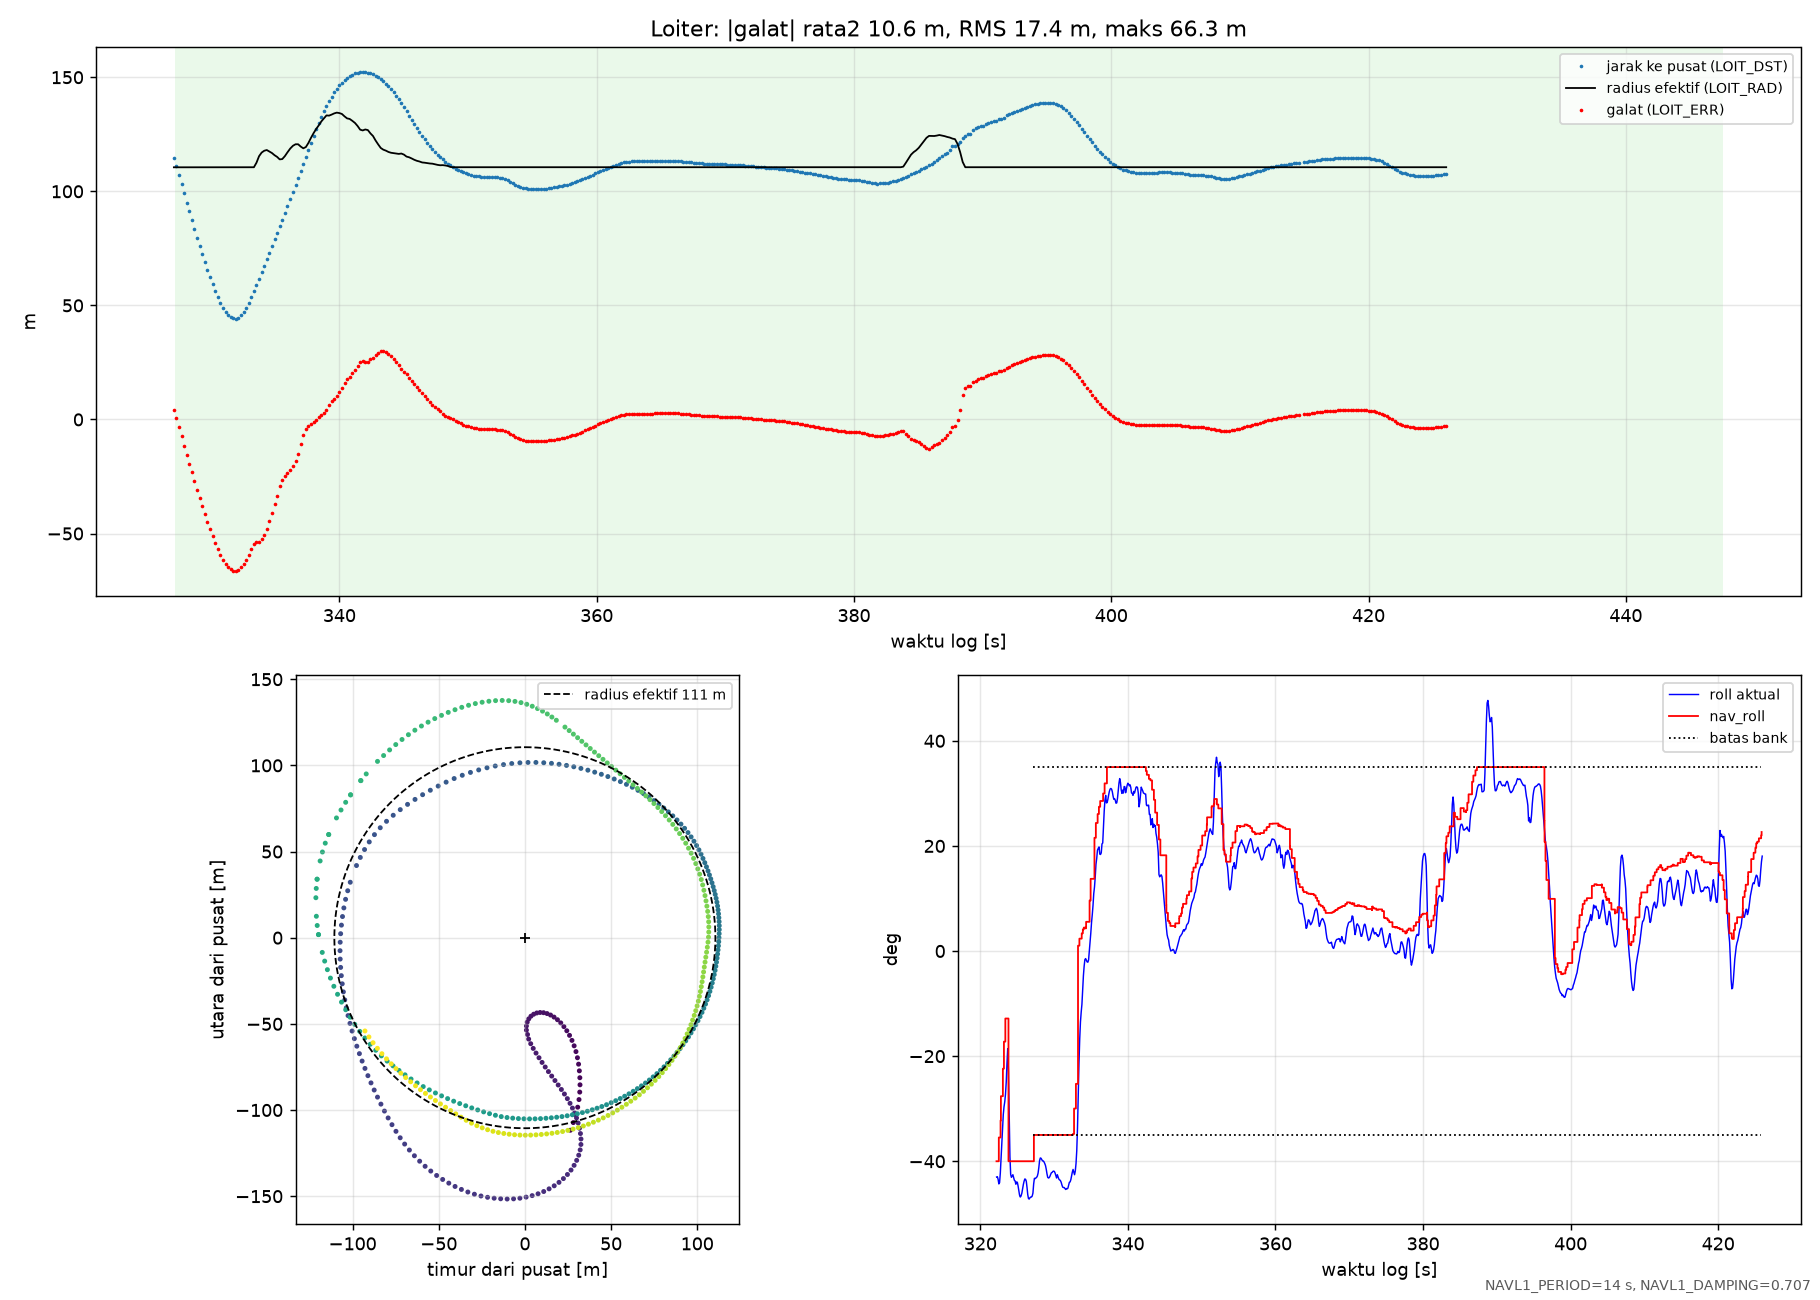 Loiter: |galat| rata2 10.6 m, RMS 17.4 m, maks 66.3 m
jarak ke pusat (LOIT_DST)
radius efektif (LOIT_RAD)
galat (LOIT_ERR)
150
100
50
0
−50
m
340 360 380 400 420 440
waktu log [s]
radius efektif 111 m
150
100
50
0
−50
−100
−150
utara dari pusat [m]
−100 −50 0 50 100
timur dari pusat [m]
roll aktual
nav_roll
batas bank
40
20
0
−20
−40
deg
320 340 360 380 400 420
waktu log [s]
NAVL1_PERIOD=14 s, NAVL1_DAMPING=0.707